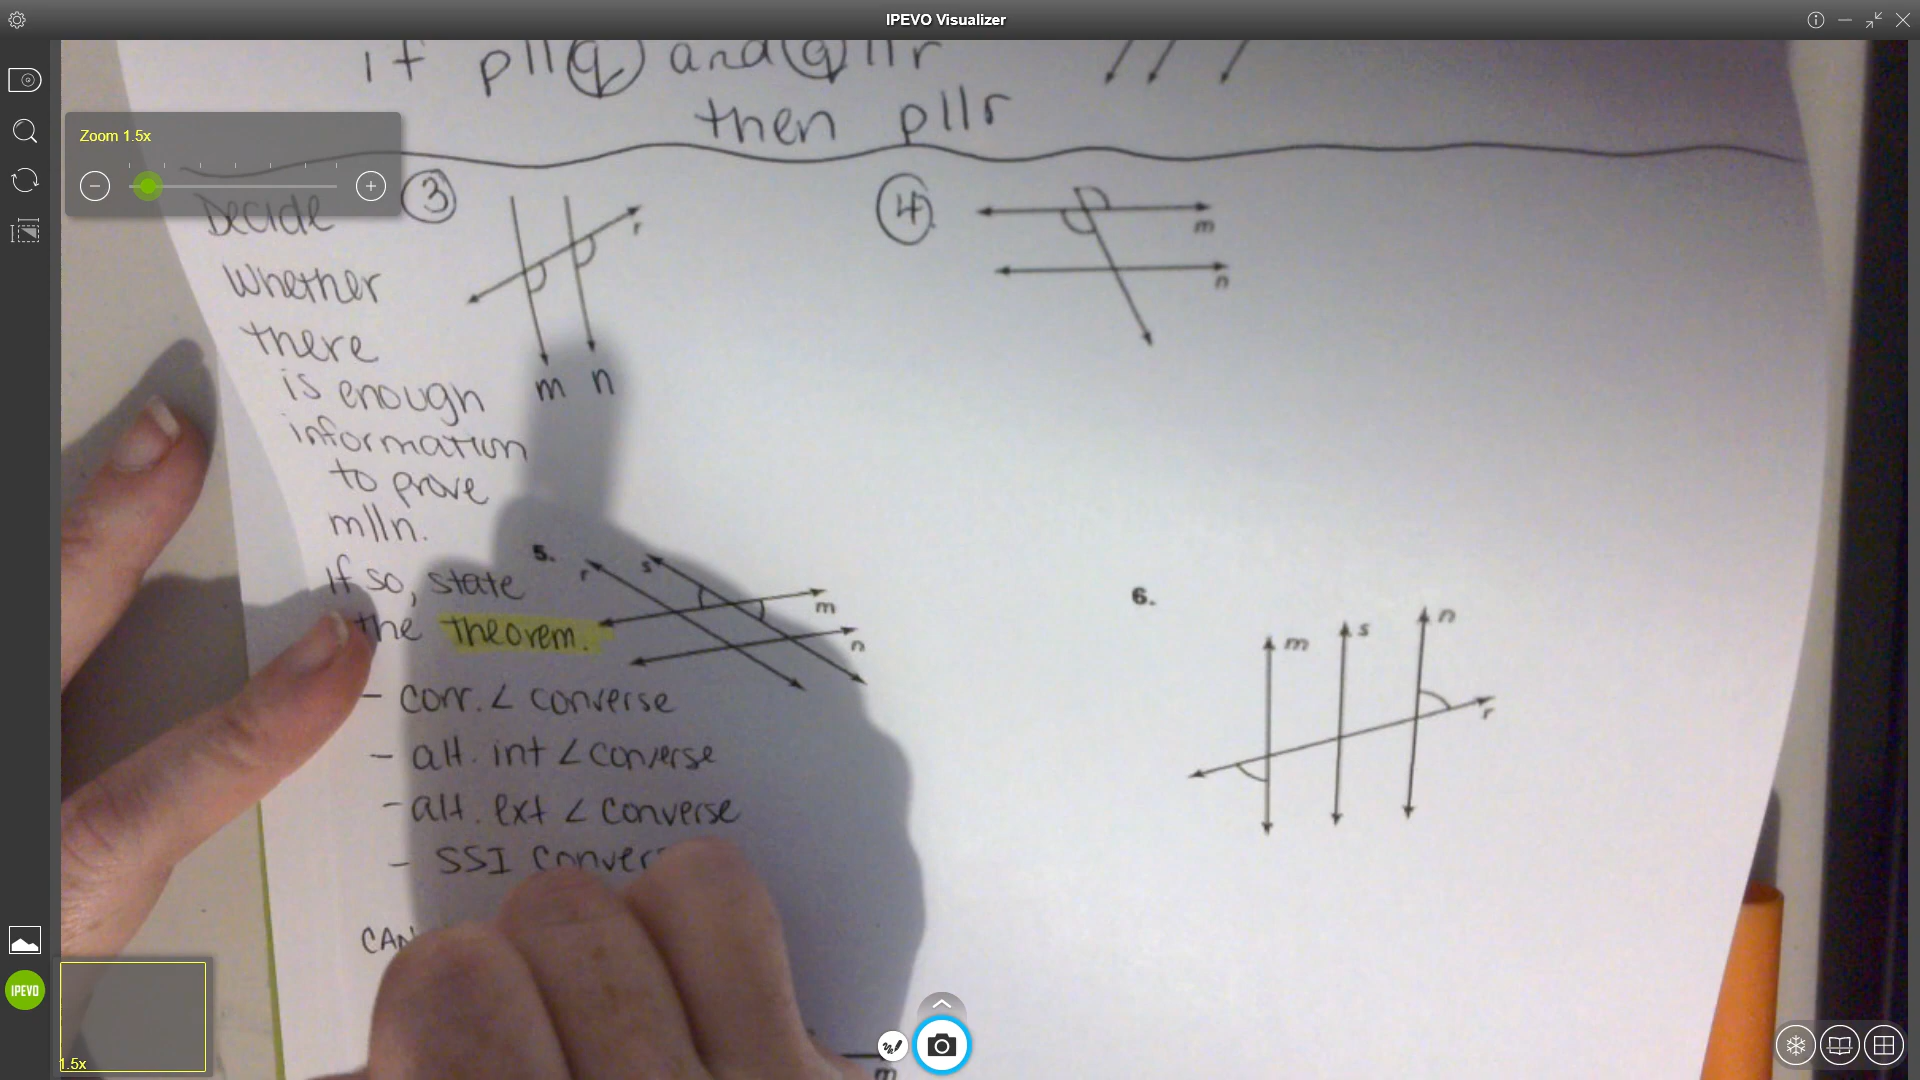 IPEVO Visualizer
if p||q and q||r
then p||r
Zoom 1.5x
Decide
whether
there
is enough
information
to prove
m||n.
If so, state
the theorem.
- corr. ∠ converse
- alt. int ∠ converse
- alt. ext ∠ converse
- SSI
3
r
m n
4
m
n
5.
r
s
m
n
6.
m
s
n
r
m
IPEVO
1.5x